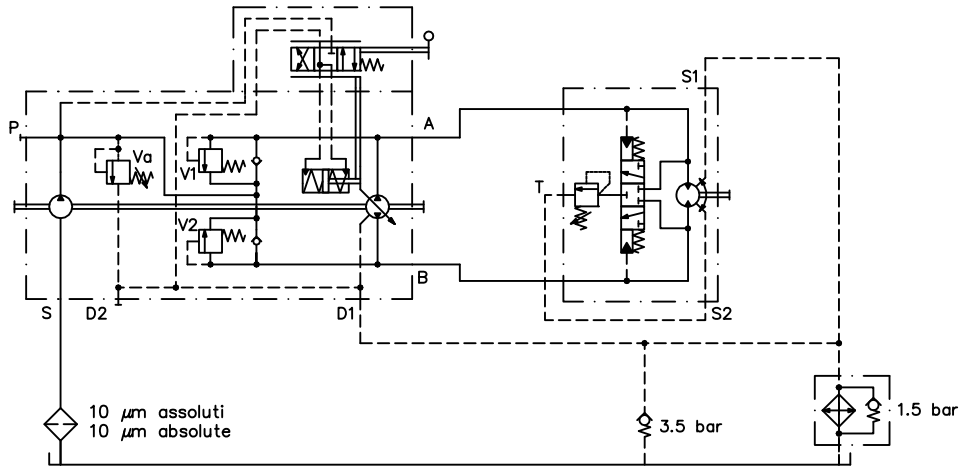 S1
P
A
Va
V1
T
V2
B
S
D2
D1
S2
10 μm assoluti
10 μm absolute
3.5 bar
1.5 bar